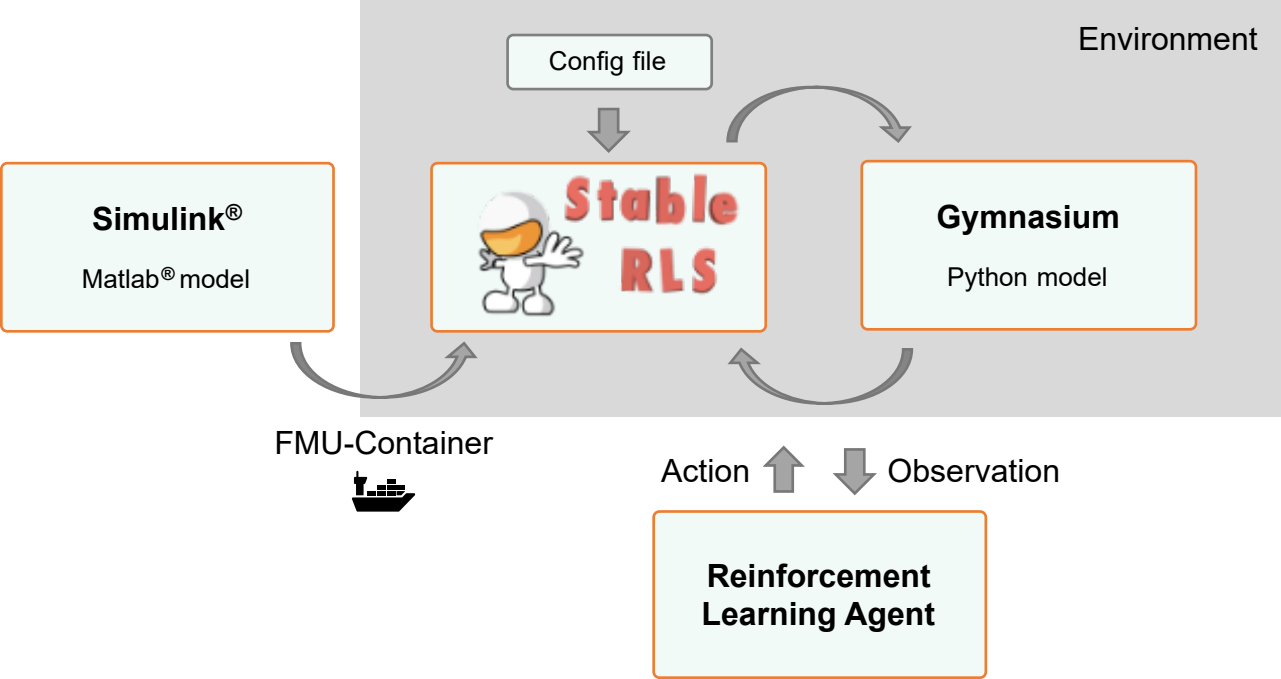 Environment
Config file
Simulink®
Matlab® model
Stable
RLS
Gymnasium
Python model
FMU-Container
Action
Observation
Reinforcement
Learning Agent